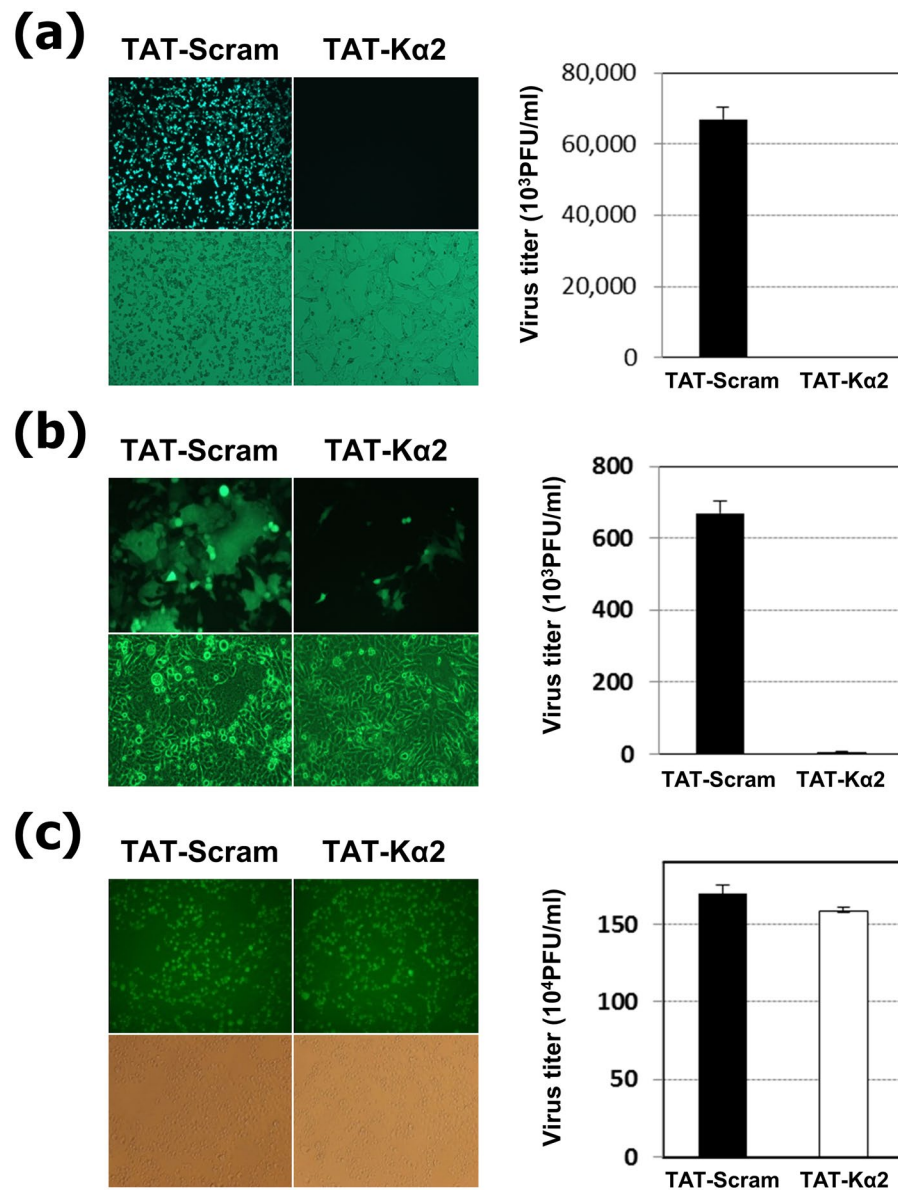 (a)
TAT-Scram TAT-Kα2
Virus titer (10³PFU/ml)
80,000
60,000
40,000
20,000
0
TAT-Scram TAT-Kα2
(b)
TAT-Scram TAT-Kα2
Virus titer (10³PFU/ml)
800
600
400
200
0
TAT-Scram TAT-Kα2
(c)
TAT-Scram TAT-Kα2
Virus titer (10⁴PFU/ml)
150
100
50
0
TAT-Scram TAT-Kα2